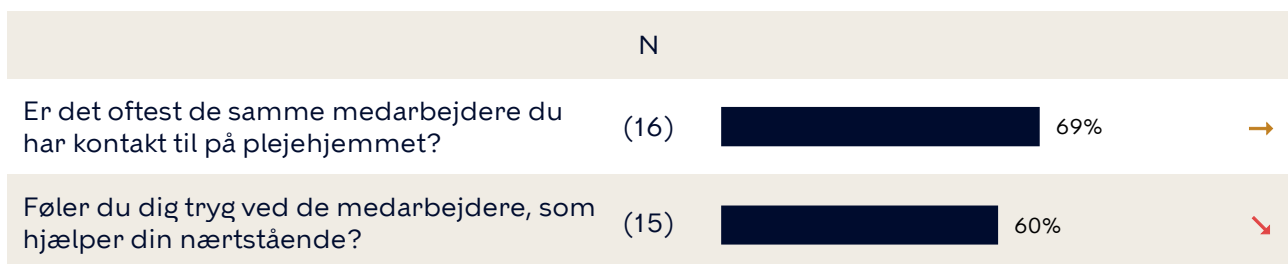 N
Er det oftest de samme medarbejdere du
har kontakt til på plejehjemmet?
(16)
69%
→
Føler du dig tryg ved de medarbejdere, som
hjælper din nærtstående?
(15)
60%
↘